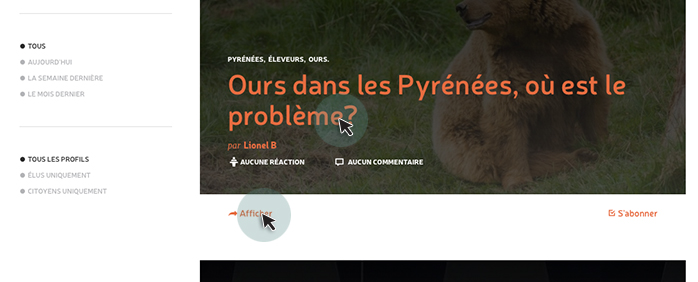 TOUS
AUJOURD'HUI
LA SEMAINE DERNIÈRE
LE MOIS DERNIER
TOUS LES PROFILS
ÉLUS UNIQUEMENT
CITOYENS UNIQUEMENT
PYRÉNÉES, ÉLEVEURS, OURS.
Ours dans les Pyrénées, où est le
problème?
par Lionel B
AUCUNE RÉACTION AUCUN COMMENTAIRE
Afficher S'abonner